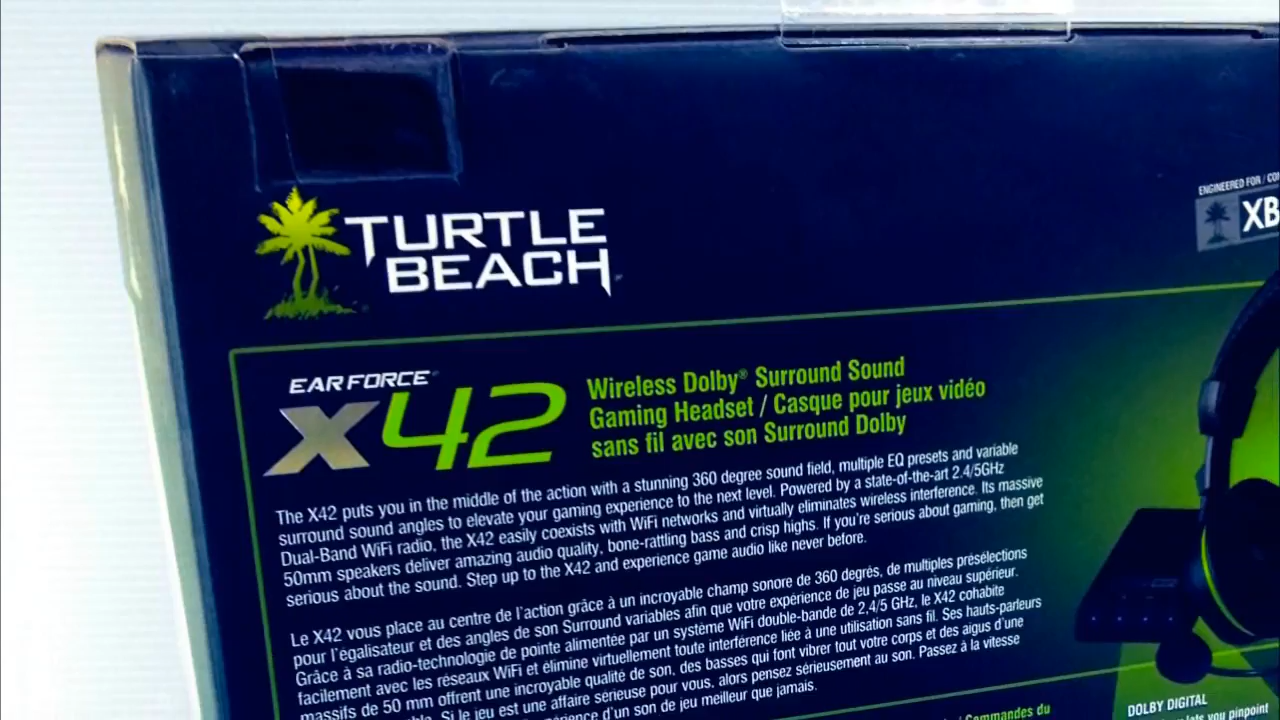 TURTLE
BEACH
ENGINEERED FOR / CO
XB
EAR FORCE
X42
Wireless Dolby® Surround Sound
Gaming Headset / Casque pour jeux vidéo
sans fil avec son Surround Dolby
The X42 puts you in the middle of the action with a stunning 360 degree sound field, multiple EQ presets and variable
surround sound angles to elevate your gaming experience to the next level. Powered by a state-of-the-art 2.4/5GHz
Dual-Band WiFi radio, the X42 easily coexists with WiFi networks and virtually eliminates wireless interference. Its massive
50mm speakers deliver amazing audio quality, bone-rattling bass and crisp highs. If you're serious about gaming, then get
serious about the sound. Step up to the X42 and experience game audio like never before.
Le X42 vous place au centre de l'action grâce à un incroyable champ sonore de 360 degrés, de multiples présélections
pour l'égalisateur et des angles de son Surround variables afin que votre expérience de jeu passe au niveau supérieur.
Grâce à sa radio-technologie de pointe alimentée par un système WiFi double-bande de 2,4/5 GHz, le X42 cohabite
facilement avec les réseaux WiFi et élimine virtuellement toute interférence liée à une utilisation sans fil. Ses hauts-parleurs
massifs de 50 mm offrent une incroyable qualité de son, des basses qui font vibrer tout votre corps et des aigus d'une
Si le jeu est une affaire sérieuse pour vous, alors pensez sérieusement au son. Passez à la vitesse
d'un son de jeu meilleur que jamais.
Commandes du
DOLBY DIGITAL
you pinpoint